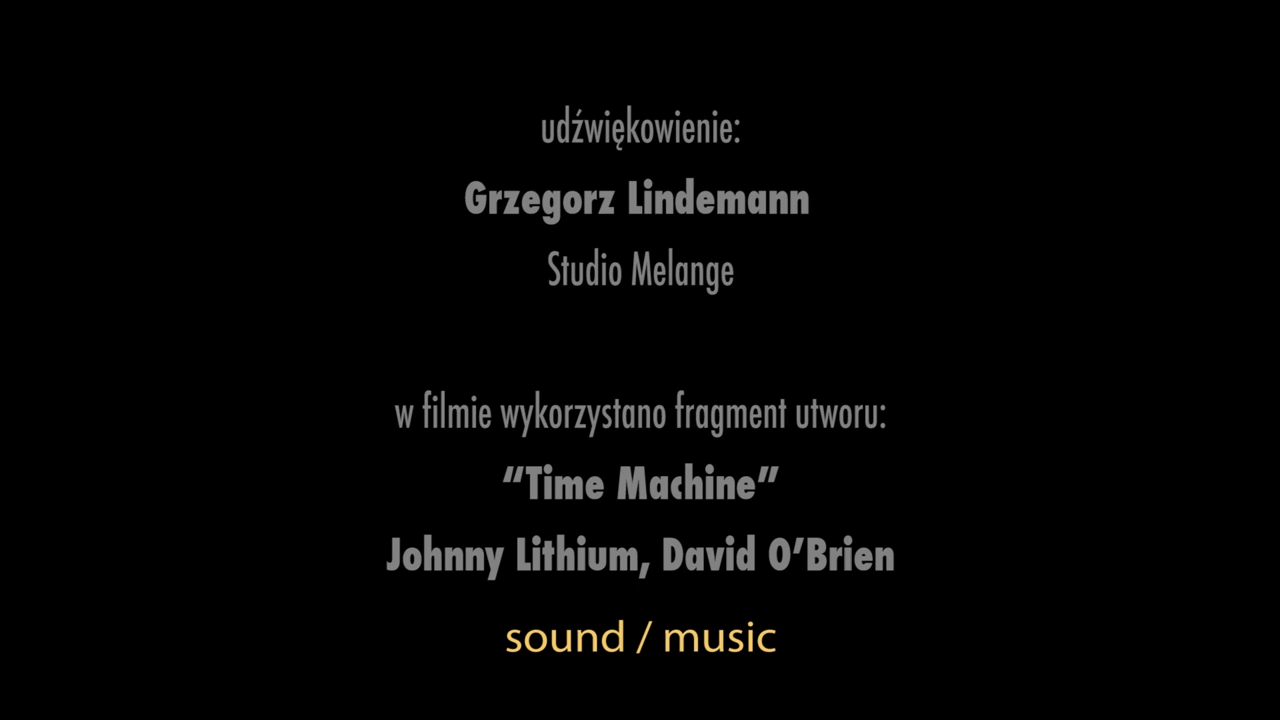 udźwiękowienie:
Grzegorz Lindemann
Studio Melange
w filmie wykorzystano fragment utworu:
“Time Machine”
Johnny Lithium, David O’Brien
sound / music